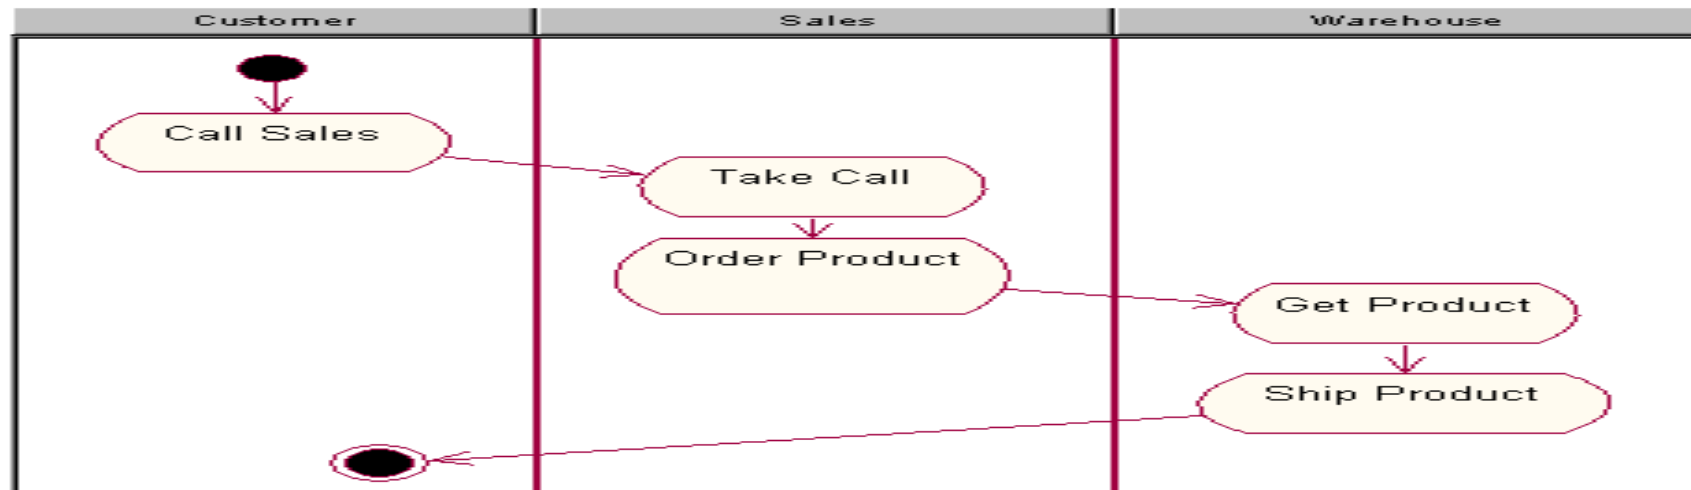 Customer
Sales
Warehouse
Call Sales
Take Call
Order Product
Get Product
Ship Product